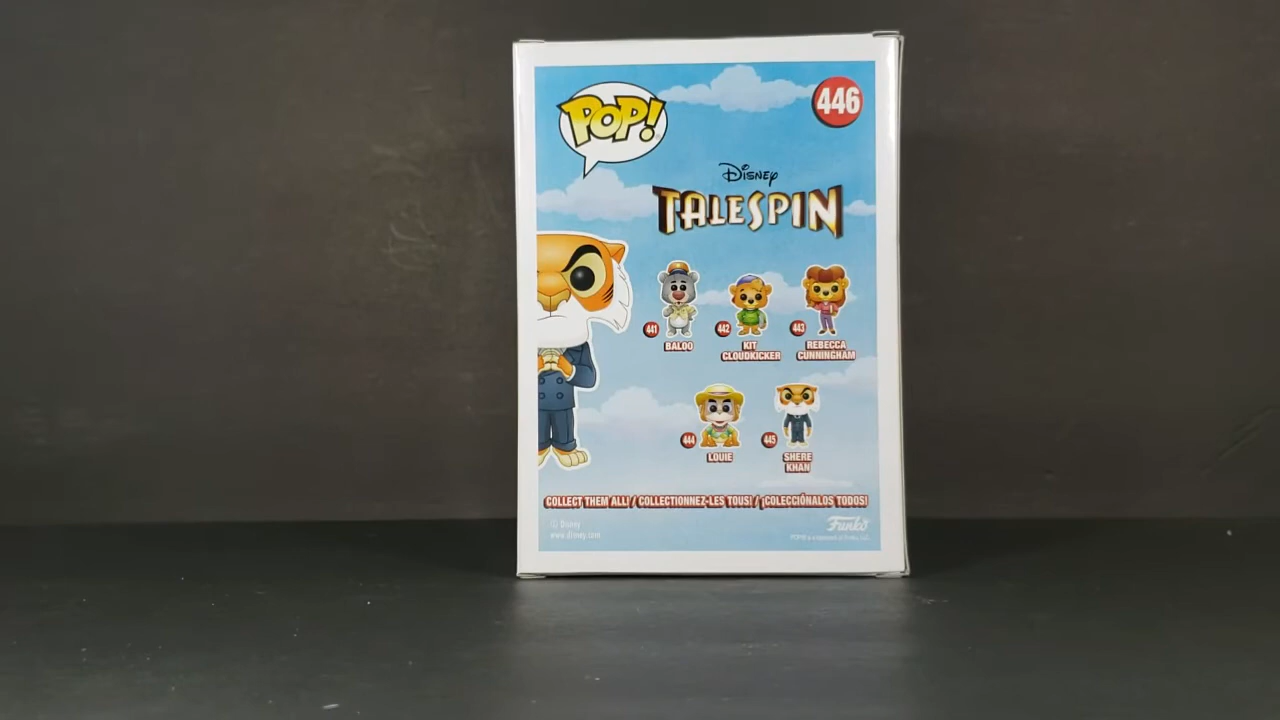 POP!
446
Disney
TALESPIN
441
BALOO
442
KIT
CLOUDKICKER
443
REBECCA
CUNNINGHAM
444
LOUIE
445
SHERE
KHAN
COLLECT THEM ALL! / COLLECTIONNEZ-LES TOUS! / ¡COLECCIÓNALOS TODOS!
© Disney
www.disney.com
Funko